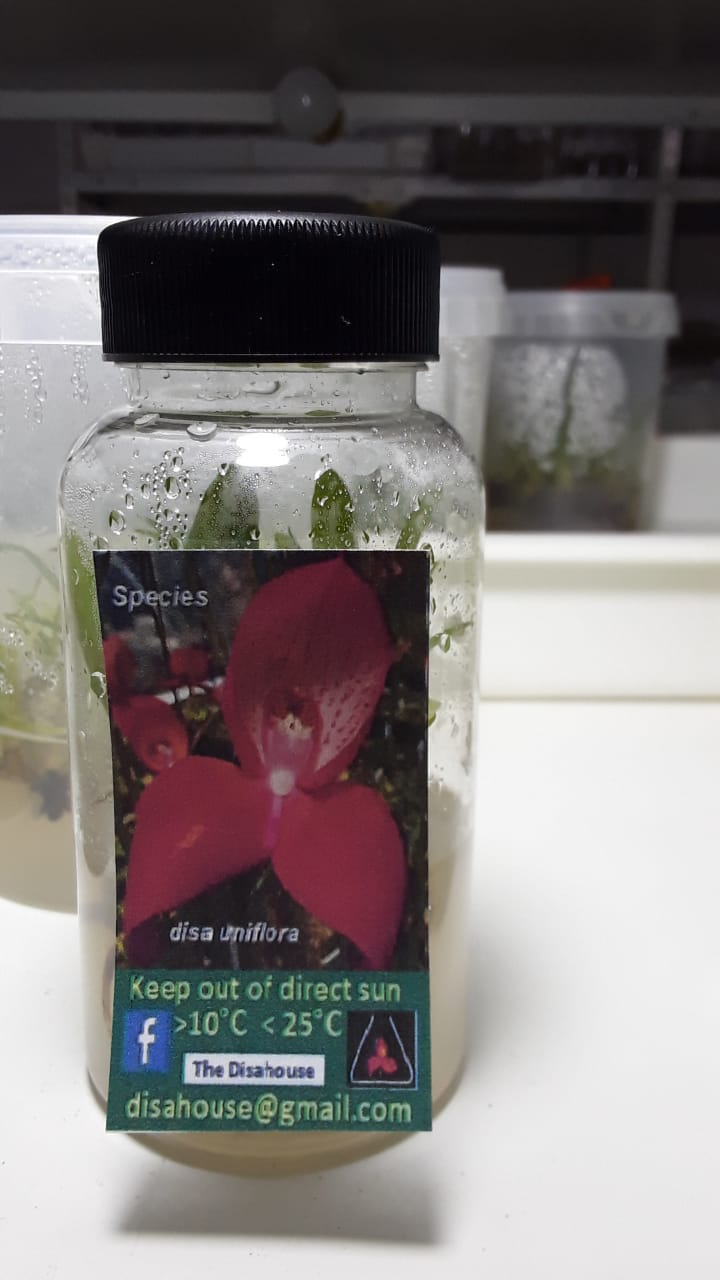 Species
disa uniflora
Keep out of direct sun
f >10°C <25°C
The Disahouse
disahouse@gmail.com